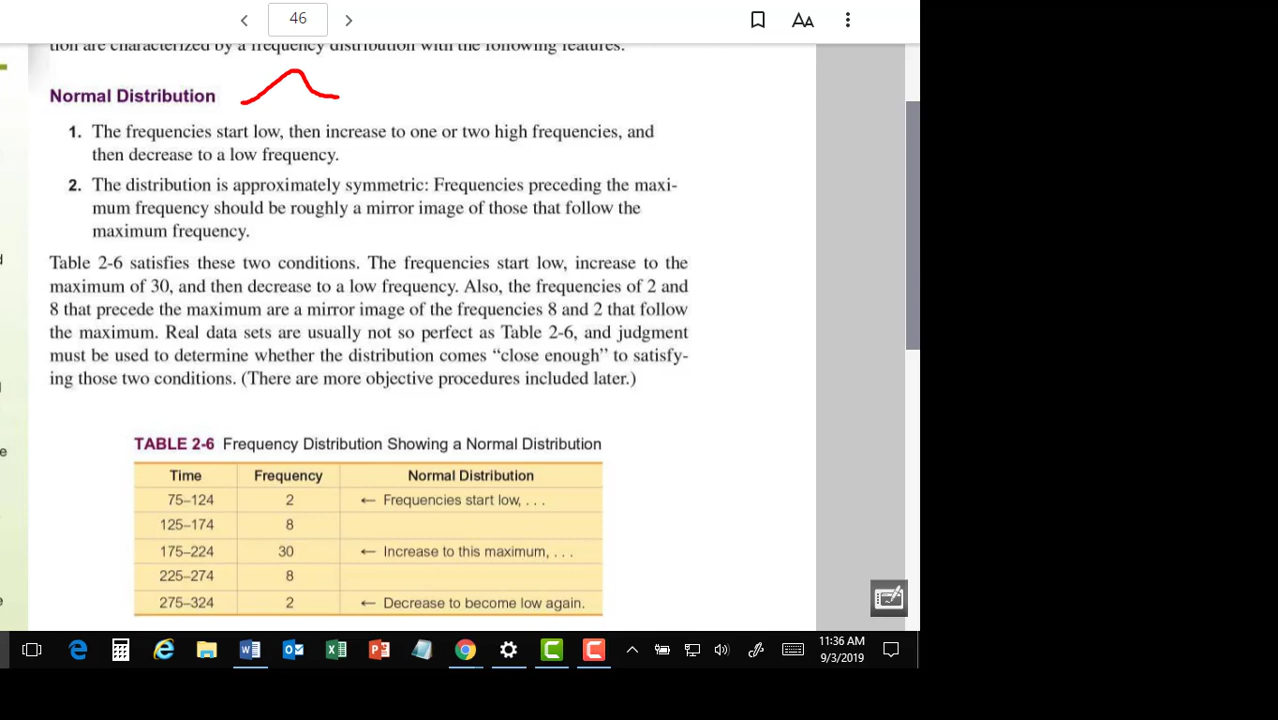 46
AA
tion are characterized by a frequency distribution with the following features.
Normal Distribution
1. The frequencies start low, then increase to one or two high frequencies, and
then decrease to a low frequency.
2. The distribution is approximately symmetric: Frequencies preceding the maxi-
mum frequency should be roughly a mirror image of those that follow the
maximum frequency.
Table 2-6 satisfies these two conditions. The frequencies start low, increase to the
maximum of 30, and then decrease to a low frequency. Also, the frequencies of 2 and
8 that precede the maximum are a mirror image of the frequencies 8 and 2 that follow
the maximum. Real data sets are usually not so perfect as Table 2-6, and judgment
must be used to determine whether the distribution comes “close enough” to satisfy-
ing those two conditions. (There are more objective procedures included later.)
TABLE 2-6 Frequency Distribution Showing a Normal Distribution
Time Frequency Normal Distribution
75–124 2 ← Frequencies start low, . . .
125–174 8
175–224 30 ← Increase to this maximum, . . .
225–274 8
275–324 2 ← Decrease to become low again.
11:36 AM
9/3/2019